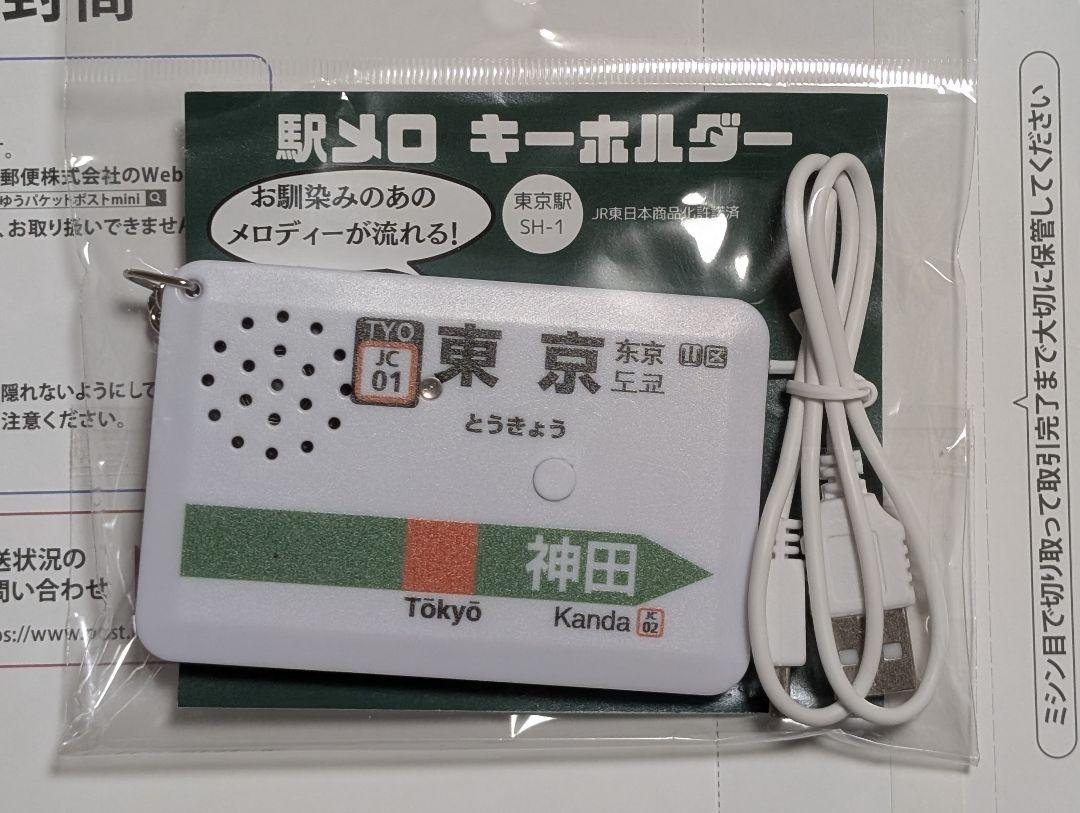 封筒
郵便株式会社のWeb
ゆうパケットポストmini
、お取り扱いできません
隠れないようにして
注意ください。
送状況の
問い合わせ
ミシン目で切り取って取引完了まで大切に保管してください
駅メロ キーホルダー
お馴染みのあの
メロディーが流れる!
東京駅
SH-1
JR東日本商品化許諾済
TYO
JC
01
東京
东京
도쿄
山 区
とうきょう
神田
Tōkyō
Kanda
JC
02